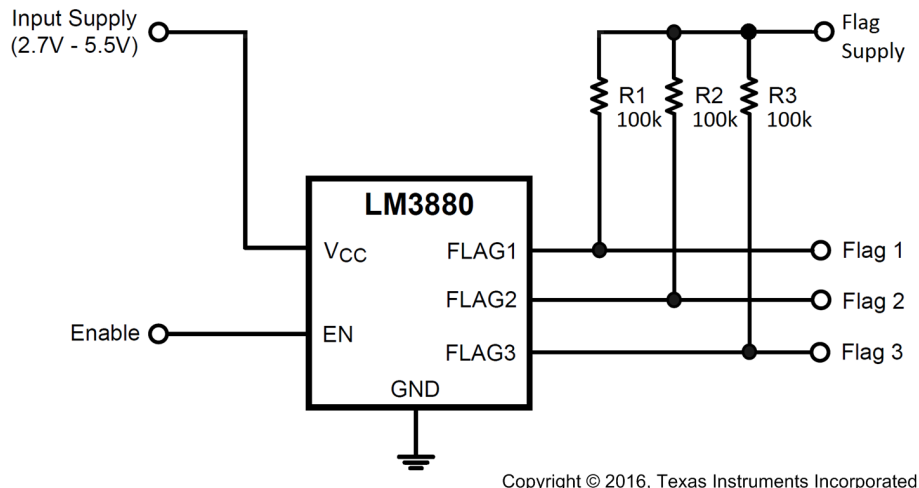 Input Supply
(2.7V - 5.5V)
Flag
Supply
R1
100k
R2
100k
R3
100k
LM3880
VCC
FLAG1
Flag 1
FLAG2
Flag 2
Enable
EN
FLAG3
Flag 3
GND
Copyright © 2016, Texas Instruments Incorporated